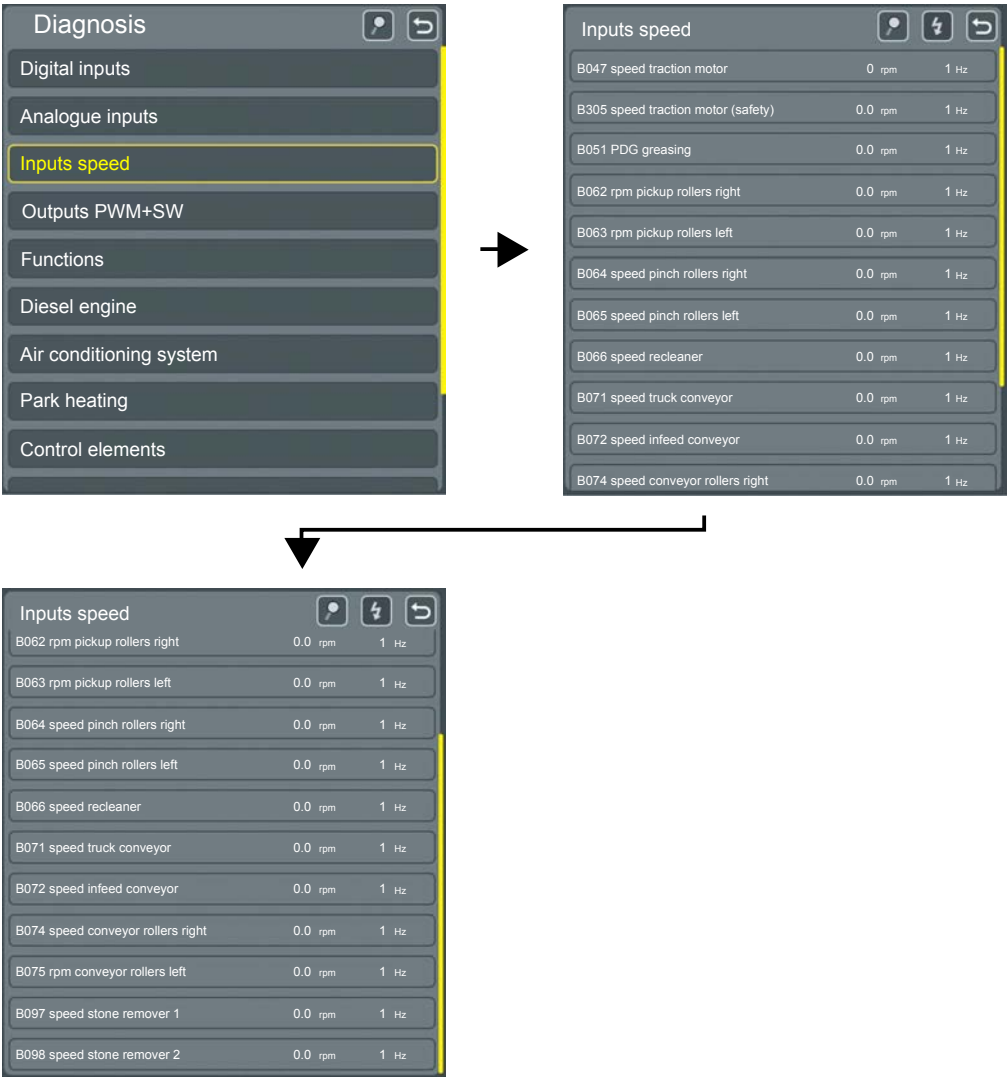 Diagnosis
Digital inputs
Analogue inputs
Inputs speed
Outputs PWM+SW
Functions
Diesel engine
Air conditioning system
Park heating
Control elements
Inputs speed
B047 speed traction motor 0 rpm 1 Hz
B305 speed traction motor (safety) 0.0 rpm 1 Hz
B051 PDG greasing 0.0 rpm 1 Hz
B062 rpm pickup rollers right 0.0 rpm 1 Hz
B063 rpm pickup rollers left 0.0 rpm 1 Hz
B064 speed pinch rollers right 0.0 rpm 1 Hz
B065 speed pinch rollers left 0.0 rpm 1 Hz
B066 speed recleaner 0.0 rpm 1 Hz
B071 speed truck conveyor 0.0 rpm 1 Hz
B072 speed infeed conveyor 0.0 rpm 1 Hz
B074 speed conveyor rollers right 0.0 rpm 1 Hz
Inputs speed
B062 rpm pickup rollers right 0.0 rpm 1 Hz
B063 rpm pickup rollers left 0.0 rpm 1 Hz
B064 speed pinch rollers right 0.0 rpm 1 Hz
B065 speed pinch rollers left 0.0 rpm 1 Hz
B066 speed recleaner 0.0 rpm 1 Hz
B071 speed truck conveyor 0.0 rpm 1 Hz
B072 speed infeed conveyor 0.0 rpm 1 Hz
B074 speed conveyor rollers right 0.0 rpm 1 Hz
B075 rpm conveyor rollers left 0.0 rpm 1 Hz
B097 speed stone remover 1 0.0 rpm 1 Hz
B098 speed stone remover 2 0.0 rpm 1 Hz